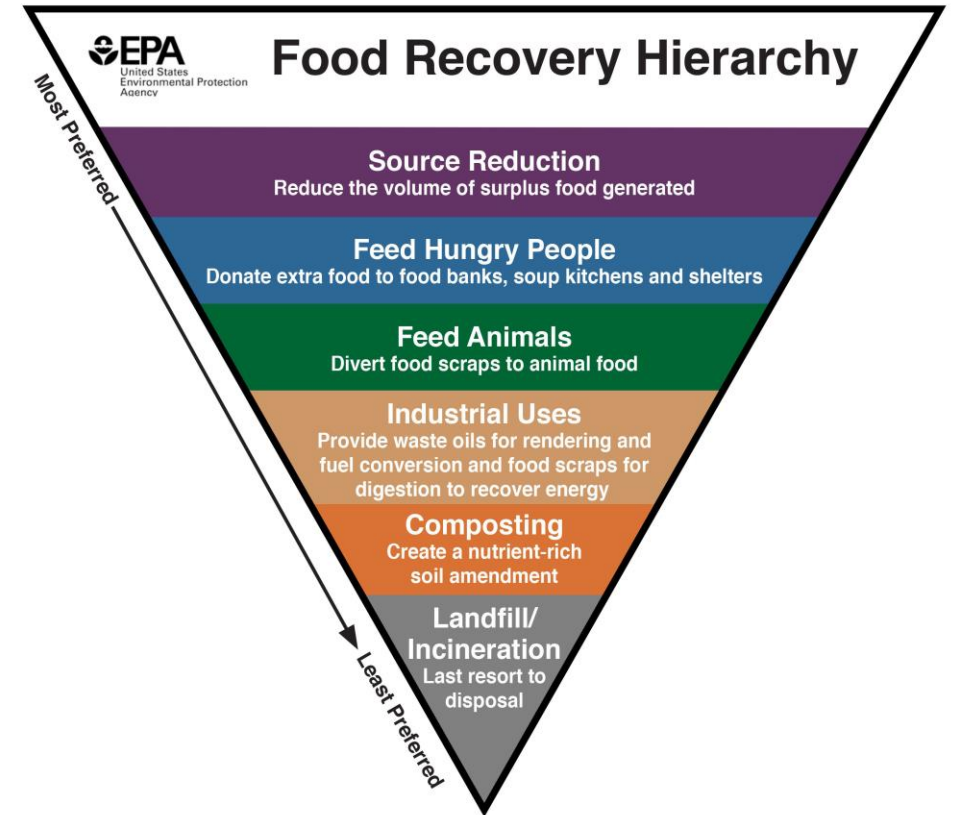 EPA
United States
Environmental Protection
Agency
Food Recovery Hierarchy
Most Preferred
Source Reduction
Reduce the volume of surplus food generated
Feed Hungry People
Donate extra food to food banks, soup kitchens and shelters
Feed Animals
Divert food scraps to animal food
Industrial Uses
Provide waste oils for rendering and
fuel conversion and food scraps for
digestion to recover energy
Composting
Create a nutrient-rich
soil amendment
Landfill/
Incineration
Last resort to
disposal
Least Preferred